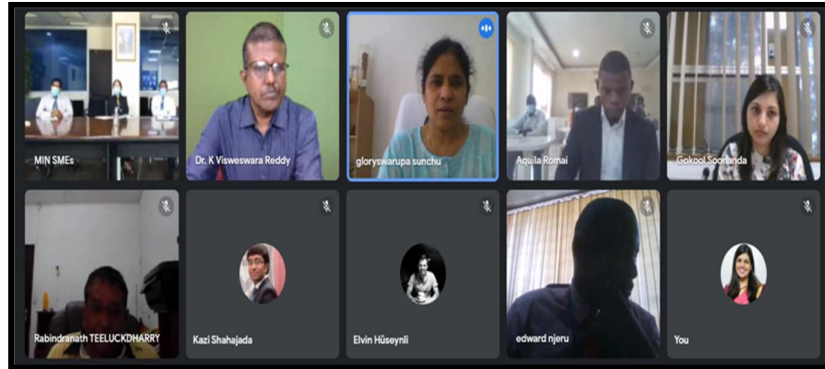 MIN SMEs
Dr. K Visweswara Reddy
gloryswarupa sunchu
Aquila Romai
Gokool Soorlanda
Rabindranath TEELUCKDHARRY
Kazi Shahajada
Elvin Hüseynli
edward njeru
You